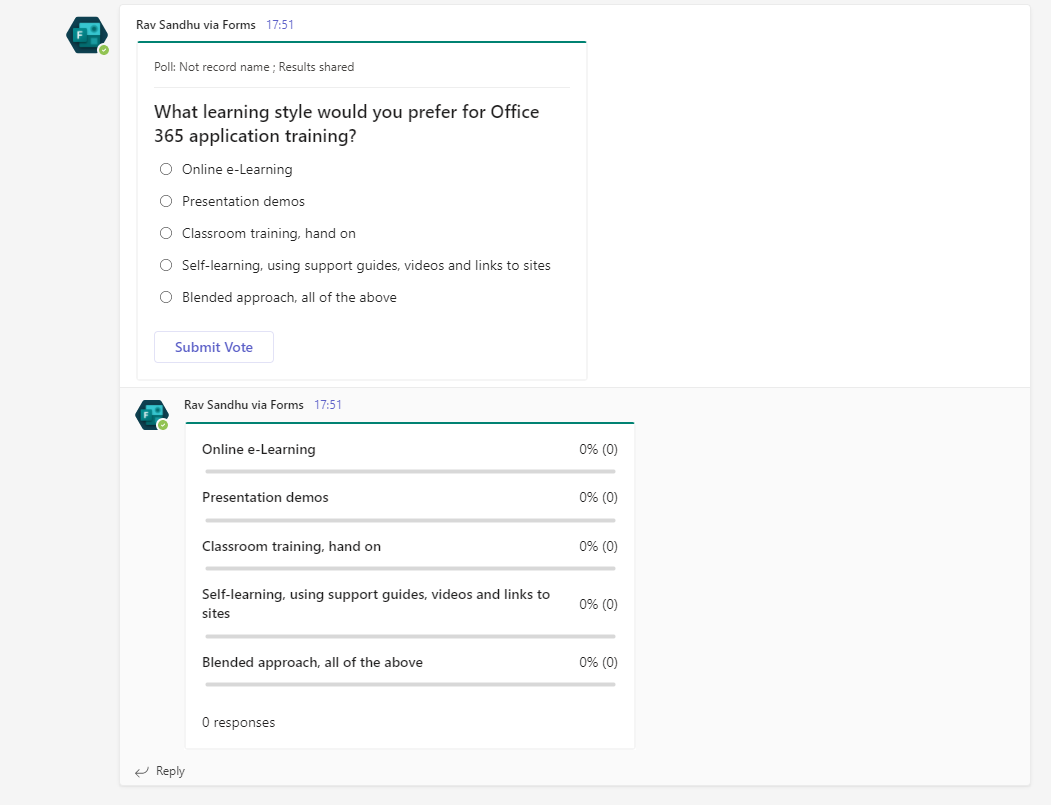 Rav Sandhu via Forms 17:51
Poll: Not record name ; Results shared
What learning style would you prefer for Office
365 application training?
Online e-Learning
Presentation demos
Classroom training, hand on
Self-learning, using support guides, videos and links to sites
Blended approach, all of the above
Submit Vote
Rav Sandhu via Forms 17:51
Online e-Learning 0% (0)
Presentation demos 0% (0)
Classroom training, hand on 0% (0)
Self-learning, using support guides, videos and links to
sites 0% (0)
Blended approach, all of the above 0% (0)
0 responses
Reply